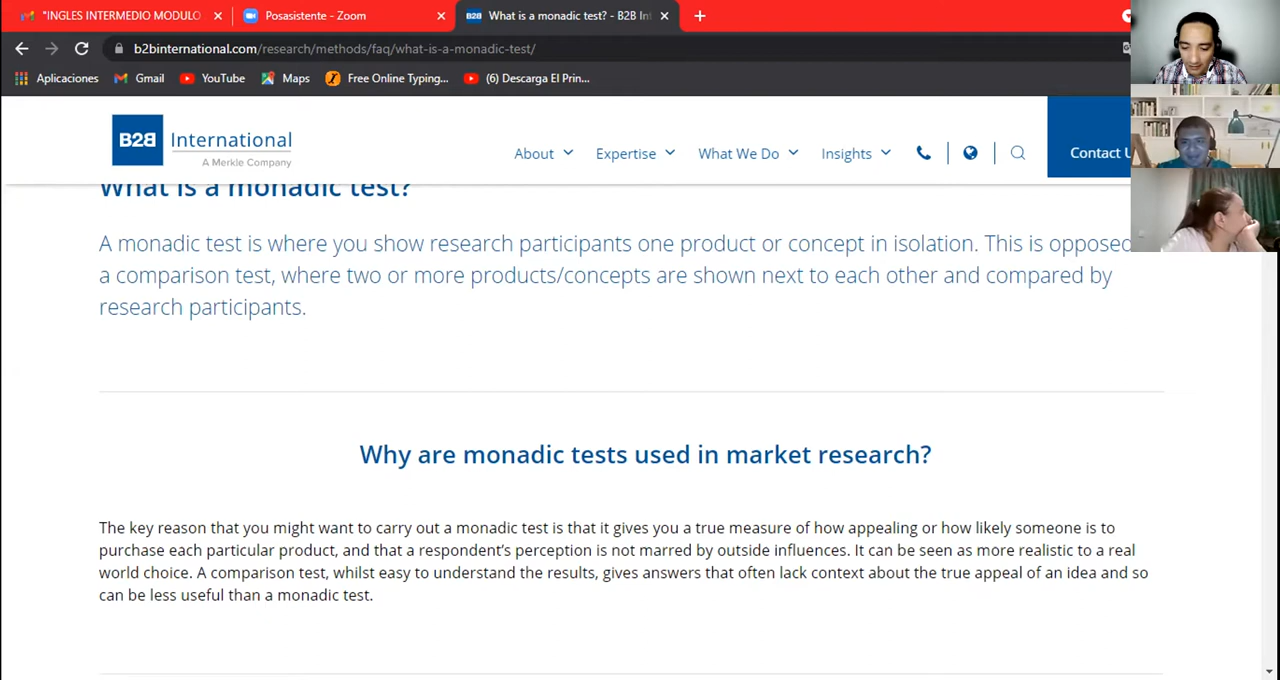 "INGLES INTERMEDIO MODULO
Posasistente - Zoom
What is a monadic test? - B2B Int
b2binternational.com/research/methods/faq/what-is-a-monadic-test/
Aplicaciones
Gmail
YouTube
Maps
Free Online Typing...
(6) Descarga El Prin...
B2B International
A Merkle Company
About
Expertise
What We Do
Insights
Contact U
What is a monadic test?
A monadic test is where you show research participants one product or concept in isolation. This is opposed
a comparison test, where two or more products/concepts are shown next to each other and compared by
research participants.
Why are monadic tests used in market research?
The key reason that you might want to carry out a monadic test is that it gives you a true measure of how appealing or how likely someone is to
purchase each particular product, and that a respondent's perception is not marred by outside influences. It can be seen as more realistic to a real
world choice. A comparison test, whilst easy to understand the results, gives answers that often lack context about the true appeal of an idea and so
can be less useful than a monadic test.